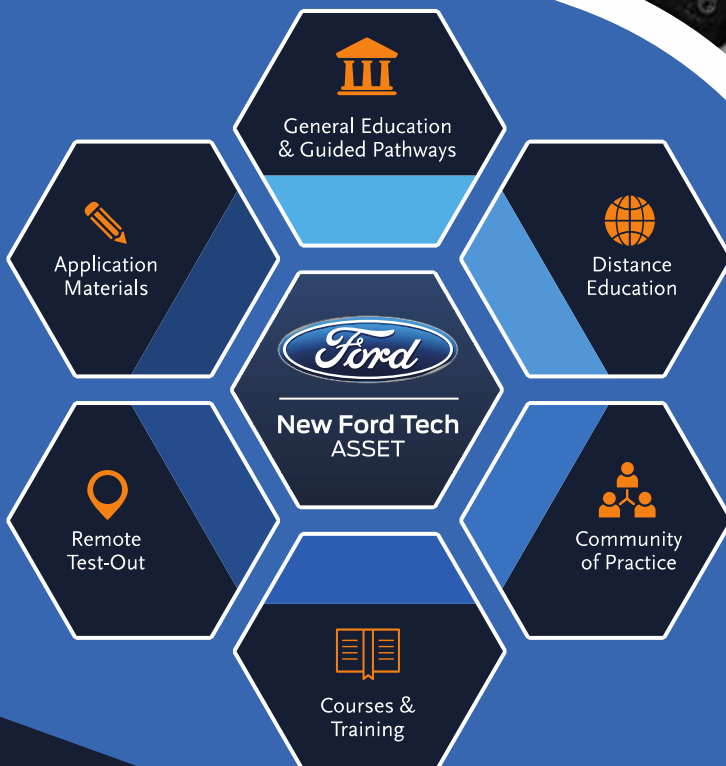 General Education
& Guided Pathways
Application
Materials
Distance
Education
Ford
New Ford Tech
ASSET
Remote
Test-Out
Community
of Practice
Courses &
Training